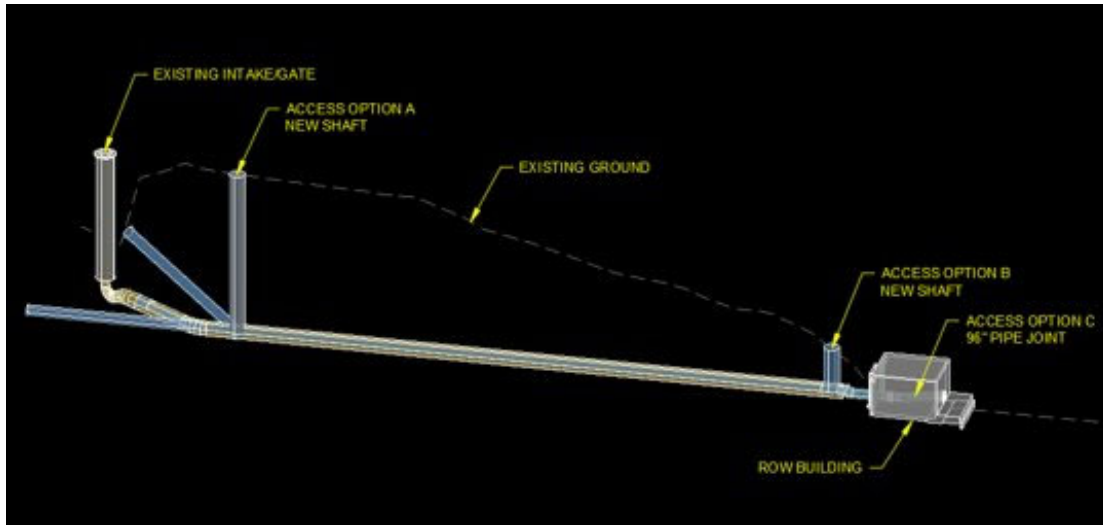 EXISTING INTAKE/GATE
ACCESS OPTION A
NEW SHAFT
EXISTING GROUND
ACCESS OPTION B
NEW SHAFT
ACCESS OPTION C
96" PIPE JOINT
ROW BUILDING